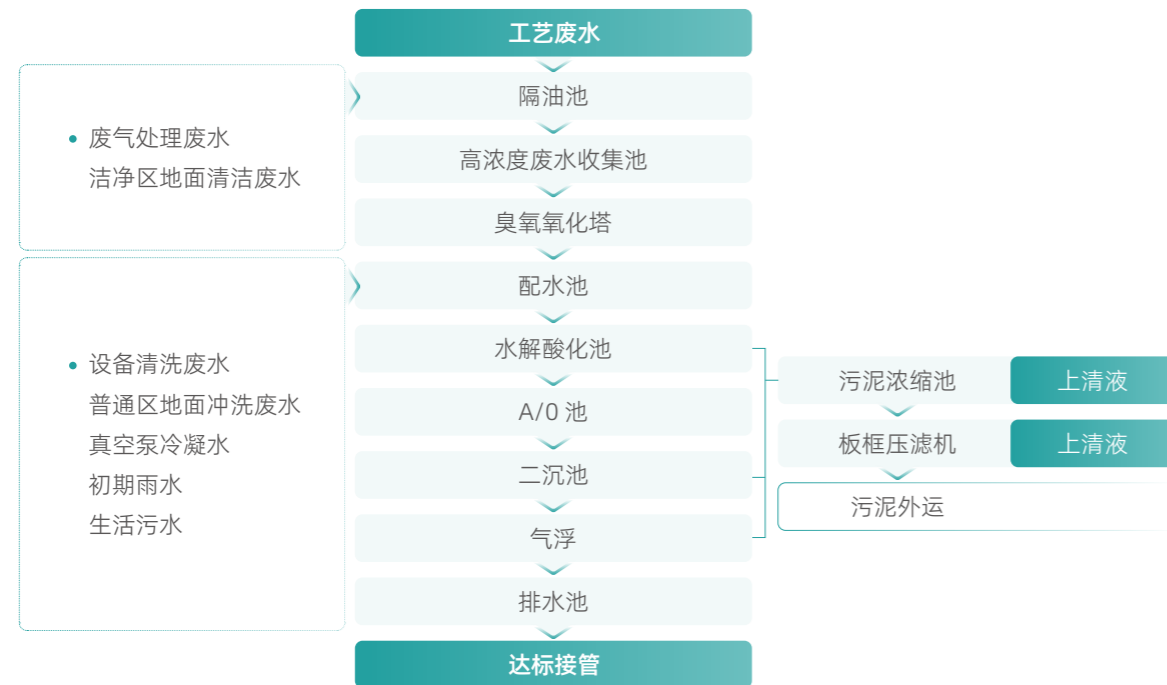 工艺废水
• 废气处理废水
洁净区地面清洁废水
隔油池
高浓度废水收集池
臭氧氧化塔
• 设备清洗废水
普通区地面冲洗废水
真空泵冷凝水
初期雨水
生活污水
配水池
水解酸化池
A/0 池
二沉池
气浮
排水池
达标接管
污泥浓缩池 上清液
板框压滤机 上清液
污泥外运